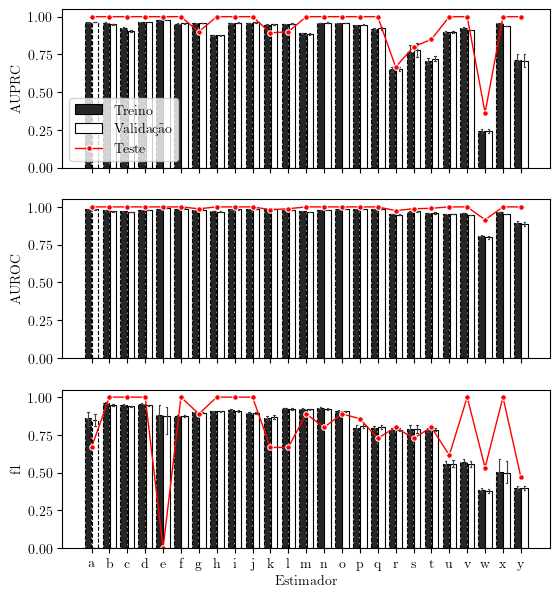 1.00
0.75
0.50
0.25
0.00
AUPRC
Treino
Validação
Teste
1.00
0.75
0.50
0.25
0.00
AUROC
1.00
0.75
0.50
0.25
0.00
f1
a b c d e f g h i j k l m n o p q r s t u v w x y
Estimador